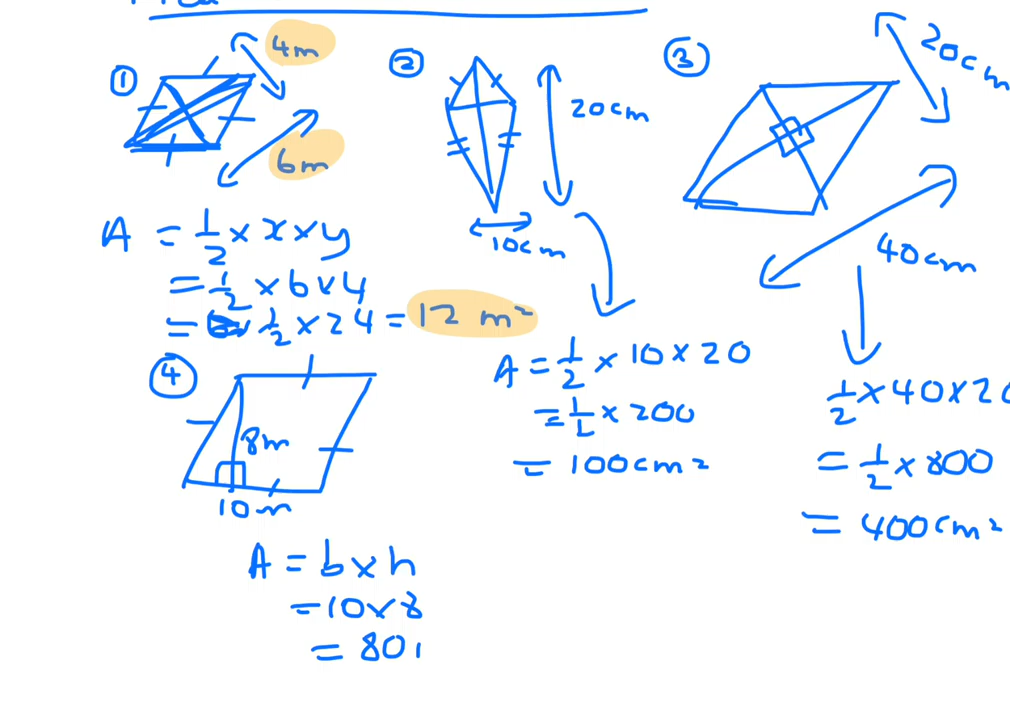 ① 4m
6m
A = 1/2 × x × y
= 1/2 × 6 × 4
= 1/2 × 24 = 12 m²
② 20cm
10cm
A = 1/2 × 10 × 20
= 1/2 × 200
= 100cm²
③ 20cm
40cm
1/2 × 40 × 20
= 1/2 × 800
= 400cm²
④ 8m
10m
A = b × h
= 10 × 8
= 80